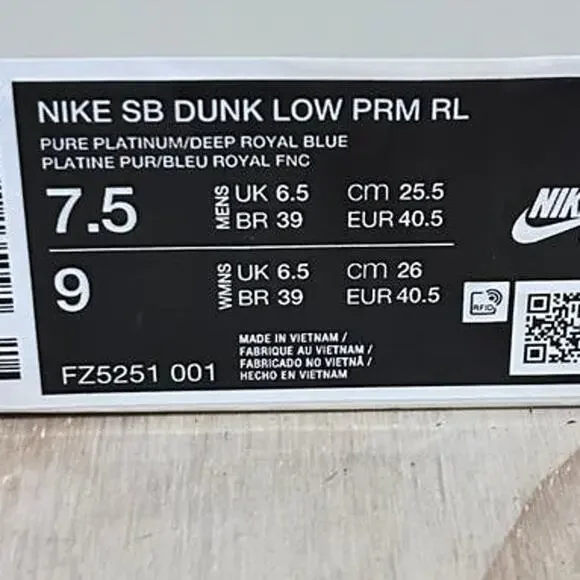 NIKE SB DUNK LOW PRM RL
PURE PLATINUM/DEEP ROYAL BLUE
PLATINE PUR/BLEU ROYAL FNC
7.5 MENS UK 6.5 cm 25.5
BR 39 EUR 40.5
NIKE
9 WMNS UK 6.5 cm 26
BR 39 EUR 40.5
RFID
MADE IN VIETNAM /
FABRIQUE AU VIETNAM /
FABRICADO NO VIETNÃ /
HECHO EN VIETNAM
FZ5251 001